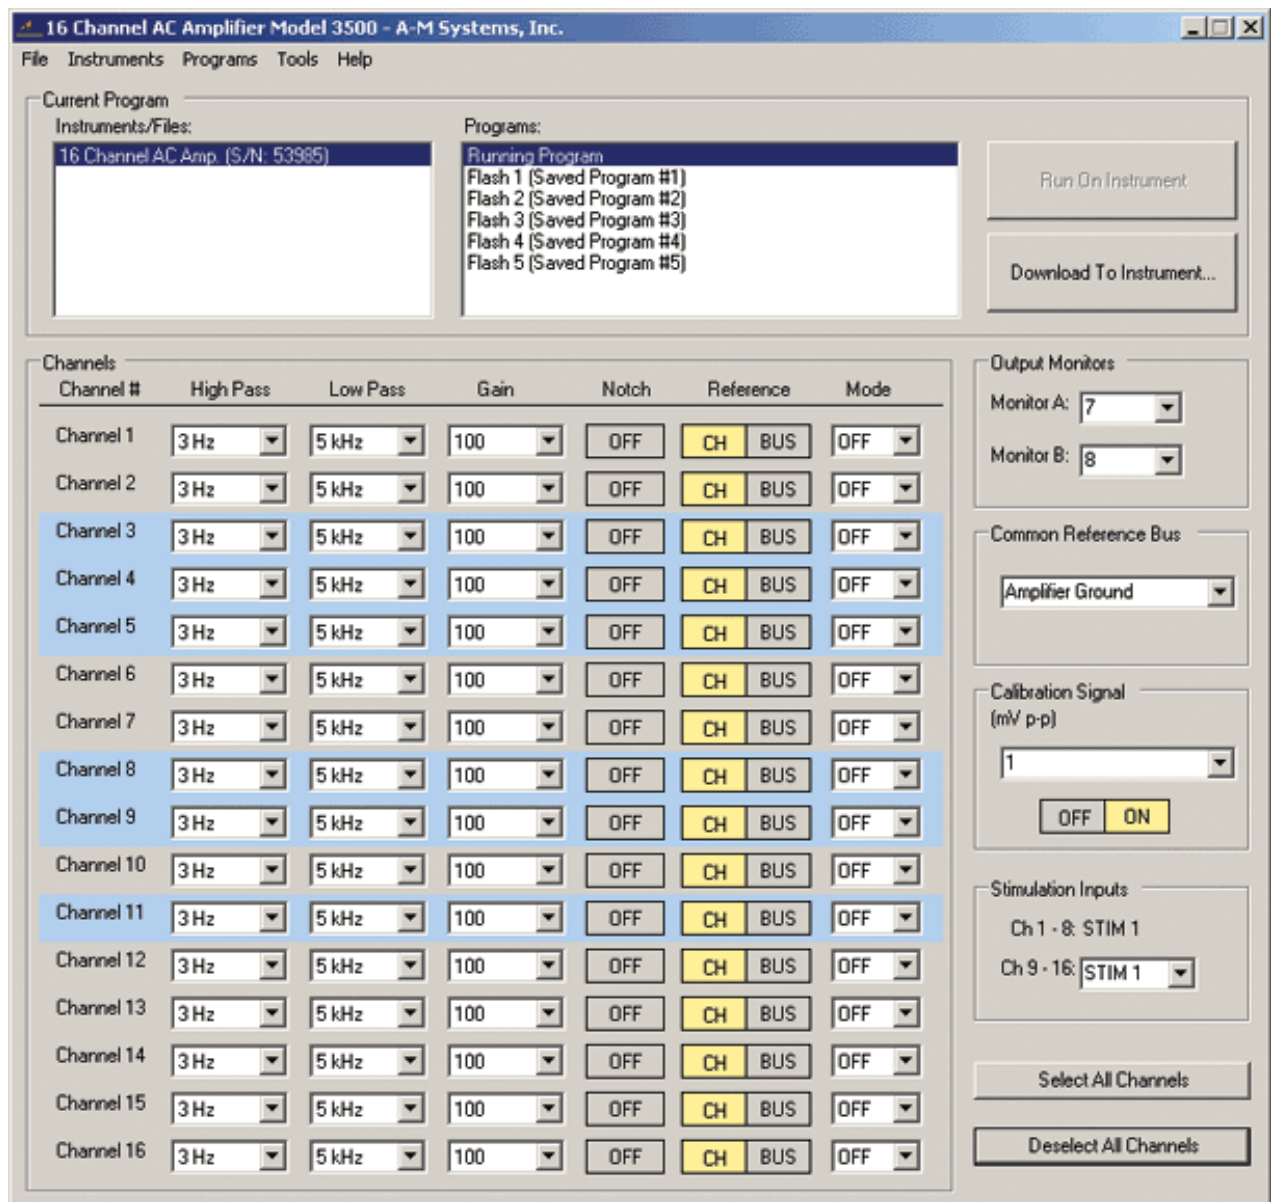 16 Channel AC Amplifier Model 3500 - A-M Systems, Inc.
File Instruments Programs Tools Help
Current Program
Instruments/Files:
16 Channel AC Amp. (S/N: 53985)
Programs:
Running Program
Flash 1 (Saved Program #1)
Flash 2 (Saved Program #2)
Flash 3 (Saved Program #3)
Flash 4 (Saved Program #4)
Flash 5 (Saved Program #5)
Run On Instrument
Download To Instrument...
Channels
Channel # High Pass Low Pass Gain Notch Reference Mode
Channel 1 3 Hz 5 kHz 100 OFF CH BUS OFF
Channel 2 3 Hz 5 kHz 100 OFF CH BUS OFF
Channel 3 3 Hz 5 kHz 100 OFF CH BUS OFF
Channel 4 3 Hz 5 kHz 100 OFF CH BUS OFF
Channel 5 3 Hz 5 kHz 100 OFF CH BUS OFF
Channel 6 3 Hz 5 kHz 100 OFF CH BUS OFF
Channel 7 3 Hz 5 kHz 100 OFF CH BUS OFF
Channel 8 3 Hz 5 kHz 100 OFF CH BUS OFF
Channel 9 3 Hz 5 kHz 100 OFF CH BUS OFF
Channel 10 3 Hz 5 kHz 100 OFF CH BUS OFF
Channel 11 3 Hz 5 kHz 100 OFF CH BUS OFF
Channel 12 3 Hz 5 kHz 100 OFF CH BUS OFF
Channel 13 3 Hz 5 kHz 100 OFF CH BUS OFF
Channel 14 3 Hz 5 kHz 100 OFF CH BUS OFF
Channel 15 3 Hz 5 kHz 100 OFF CH BUS OFF
Channel 16 3 Hz 5 kHz 100 OFF CH BUS OFF
Output Monitors
Monitor A: 7
Monitor B: 8
Common Reference Bus
Amplifier Ground
Calibration Signal
(mV p-p)
1
OFF ON
Stimulation Inputs
Ch 1 - 8: STIM 1
Ch 9 - 16: STIM 1
Select All Channels
Deselect All Channels